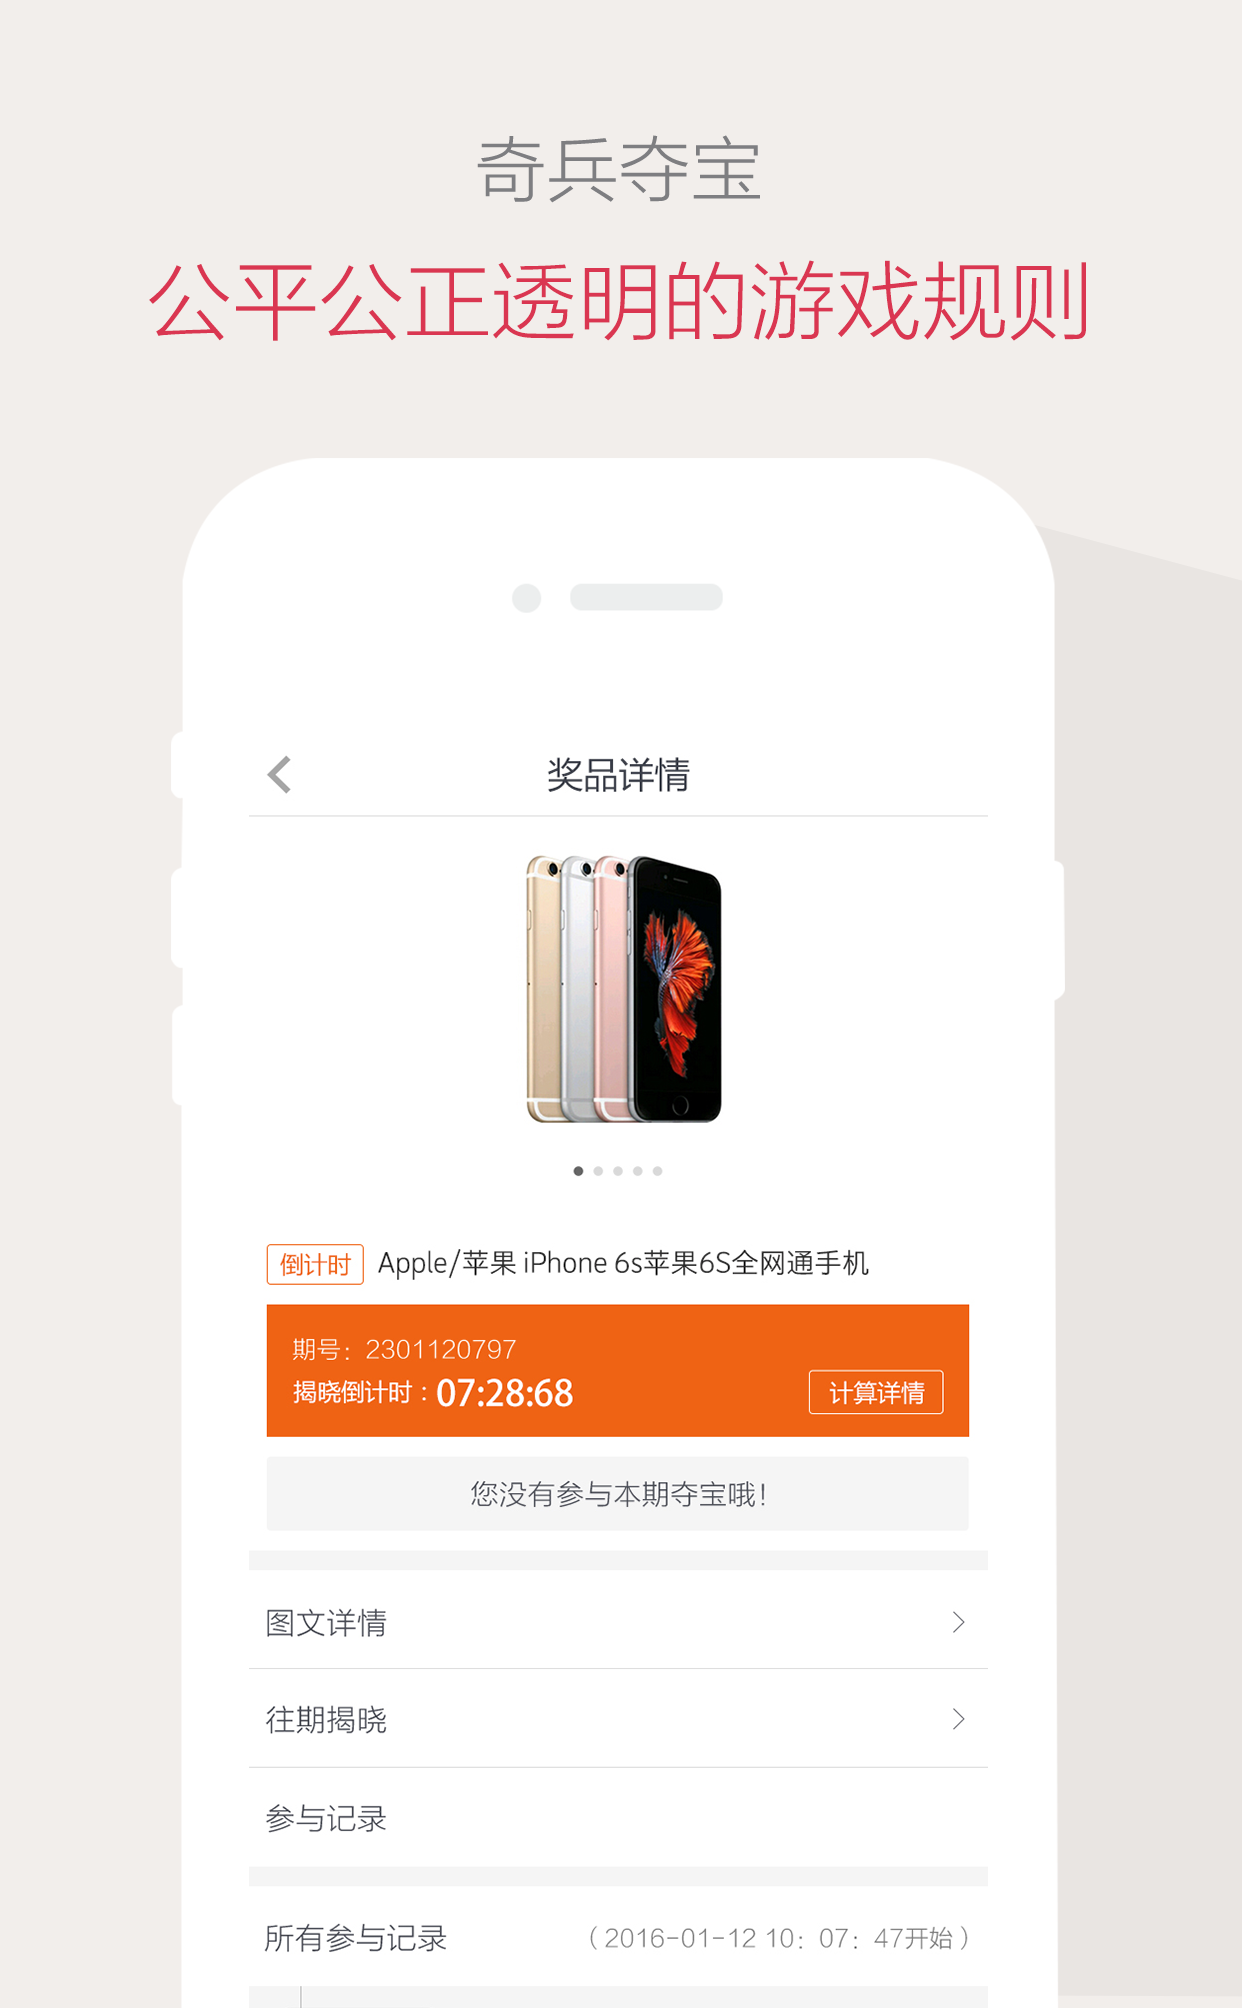 奇兵夺宝
公平公正透明的游戏规则
奖品详情
倒计时 Apple/苹果 iPhone 6s苹果6S全网通手机
期号：2301120797
揭晓倒计时：07:28:68 计算详情
您没有参与本期夺宝哦！
图文详情
往期揭晓
参与记录
所有参与记录 （2016-01-12 10：07：47开始）